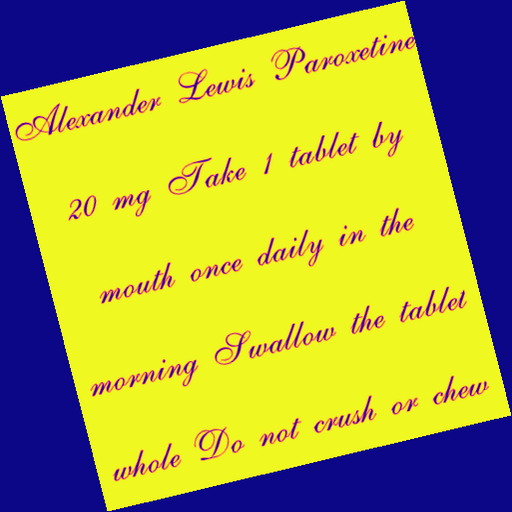 Alexander Lewis Paroxetine
20 mg Take 1 tablet by
mouth once daily in the
morning Swallow the tablet
whole Do not crush or chew